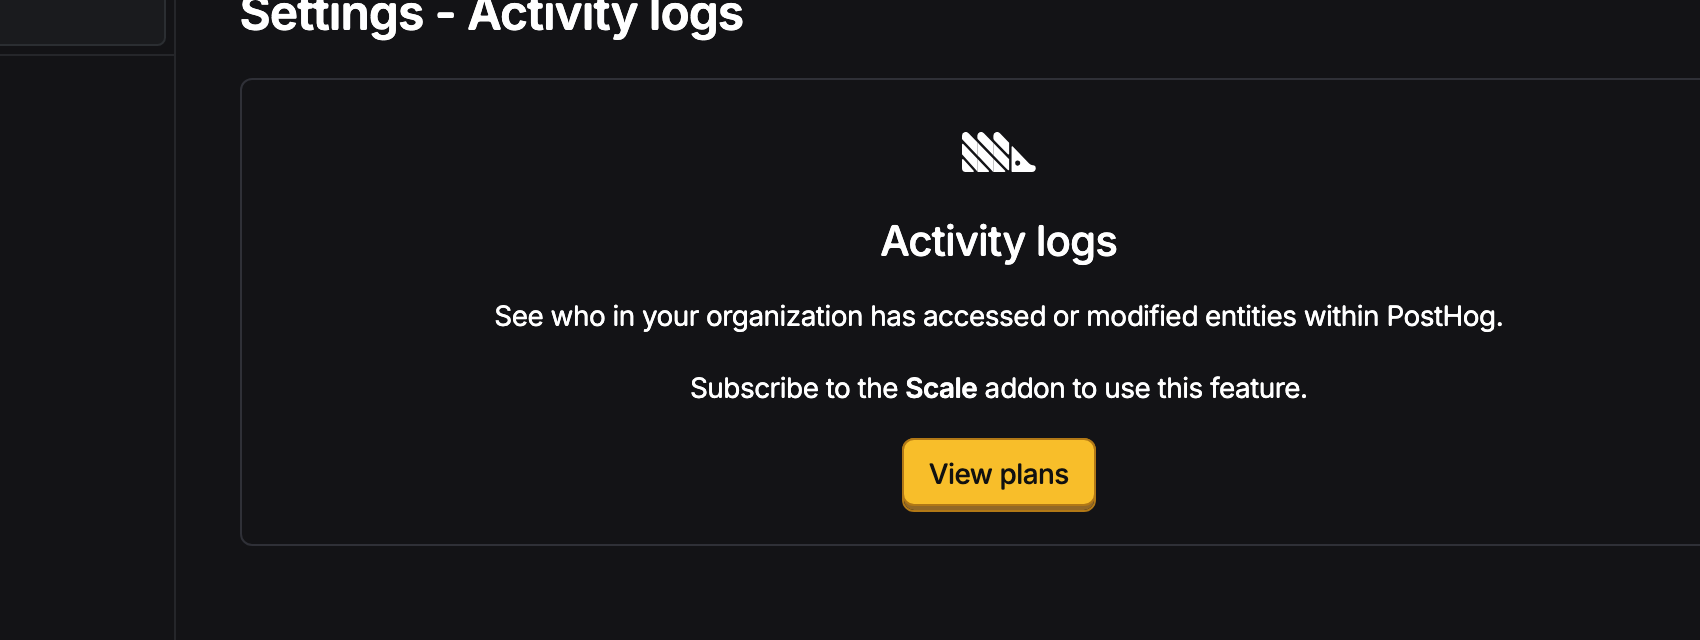 Settings - Activity logs
Activity logs
See who in your organization has accessed or modified entities within PostHog.
Subscribe to the Scale addon to use this feature.
View plans